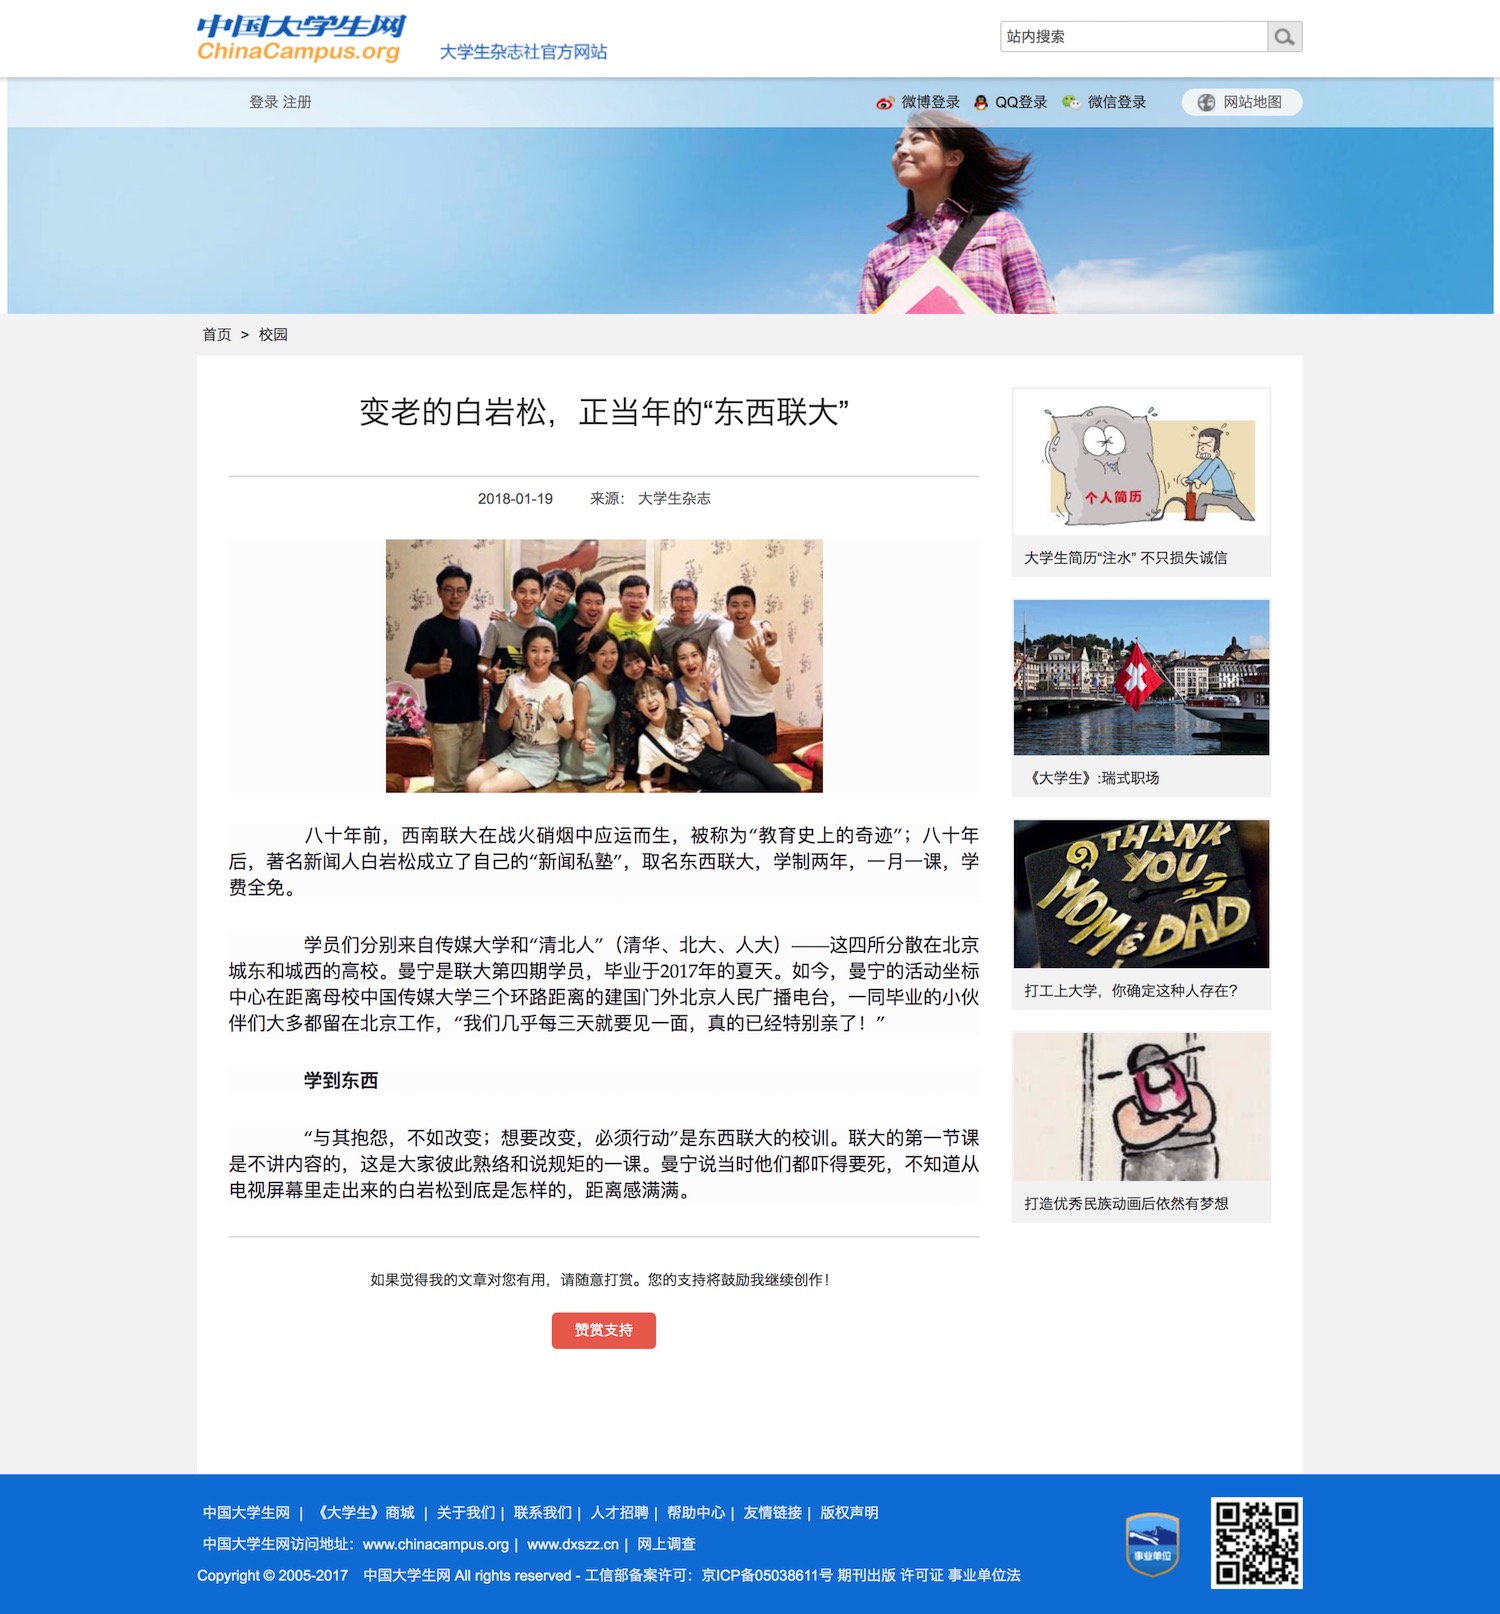 中国大学生网
ChinaCampus.org
大学生杂志社官方网站
站内搜索
登录 注册
微博登录
QQ登录
微信登录
网站地图
首页 > 校园
变老的白岩松，正当年的“东西联大”
2018-01-19 来源： 大学生杂志
八十年前，西南联大在战火硝烟中应运而生，被称为“教育史上的奇迹”；八十年
后，著名新闻人白岩松成立了自己的“新闻私塾”，取名东西联大，学制两年，一月一课，学
费全免。
学员们分别来自传媒大学和“清北人”（清华、北大、人大）——这四所分散在北京
城东和城西的高校。曼宁是联大第四期学员，毕业于2017年的夏天。如今，曼宁的活动坐标
中心在距离母校中国传媒大学三个环路距离的建国门外北京人民广播电台，一同毕业的小伙
伴们大多都留在北京工作，“我们几乎每三天就要见一面，真的已经特别亲了！”
学到东西
“与其抱怨，不如改变；想要改变，必须行动”是东西联大的校训。联大的第一节课
是不讲内容的，这是大家彼此熟络和说规矩的一课。曼宁说当时他们都吓得要死，不知道从
电视屏幕里走出来的白岩松到底是怎样的，距离感满满。
如果觉得我的文章对您有用，请随意打赏。您的支持将鼓励我继续创作！
赞赏支持
个人简历
大学生简历“注水” 不只损失诚信
《大学生》:瑞式职场
THANK
YOU
MOM & DAD
打工上大学，你确定这种人存在？
打造优秀民族动画后依然有梦想
中国大学生网 | 《大学生》商城 | 关于我们 | 联系我们 | 人才招聘 | 帮助中心 | 友情链接 | 版权声明
中国大学生网访问地址：www.chinacampus.org | www.dxszz.cn | 网上调查
Copyright © 2005-2017 中国大学生网 All rights reserved - 工信部备案许可：京ICP备05038611号 期刊出版 许可证 事业单位法
事业单位